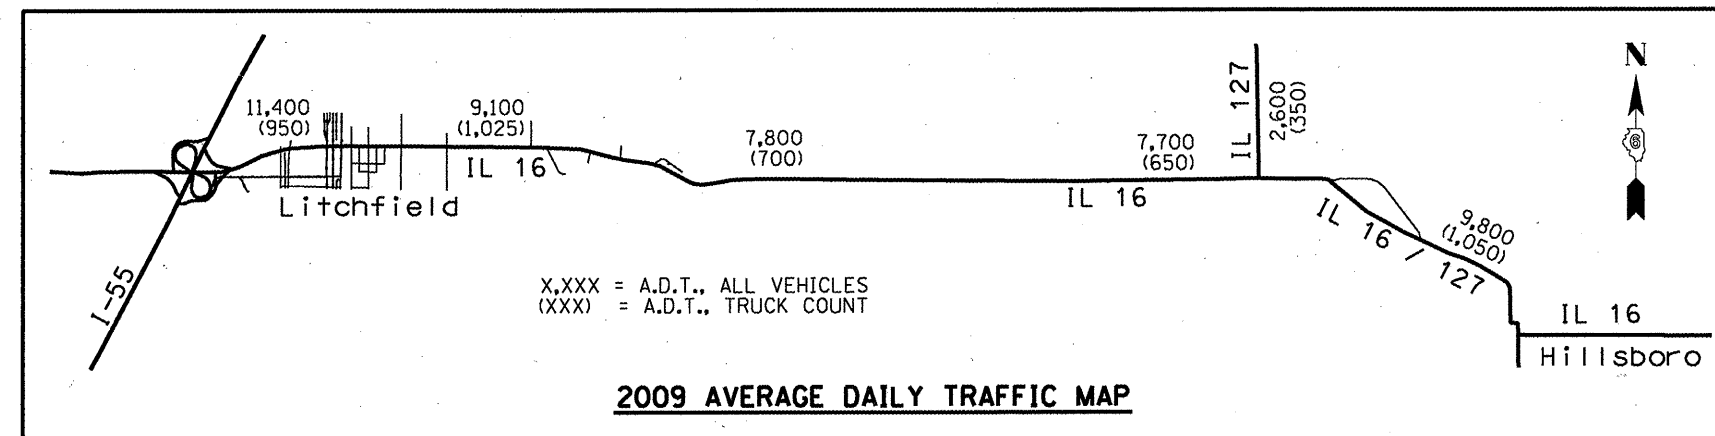 N
6
11,400
(950)
9,100
(1,025)
7,800
(700)
7,700
(650)
IL 127
2,600
(350)
IL 16
Litchfield
IL 16
IL 16 / 127
9,800
(1,050)
I-55
X,XXX = A.D.T., ALL VEHICLES
(XXX) = A.D.T., TRUCK COUNT
IL 16
Hillsboro
2009 AVERAGE DAILY TRAFFIC MAP